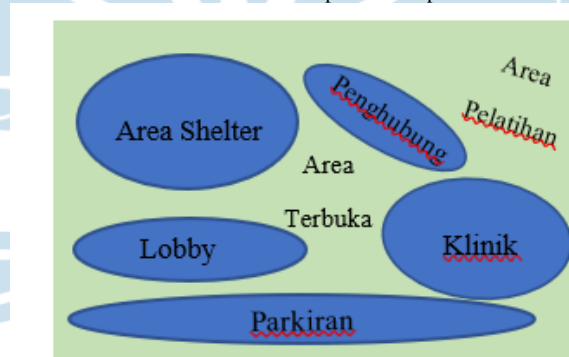 Area Shelter
Penghubung
Area
Pelatihan
Area
Terbuka
Lobby
Klinik
Parkiran